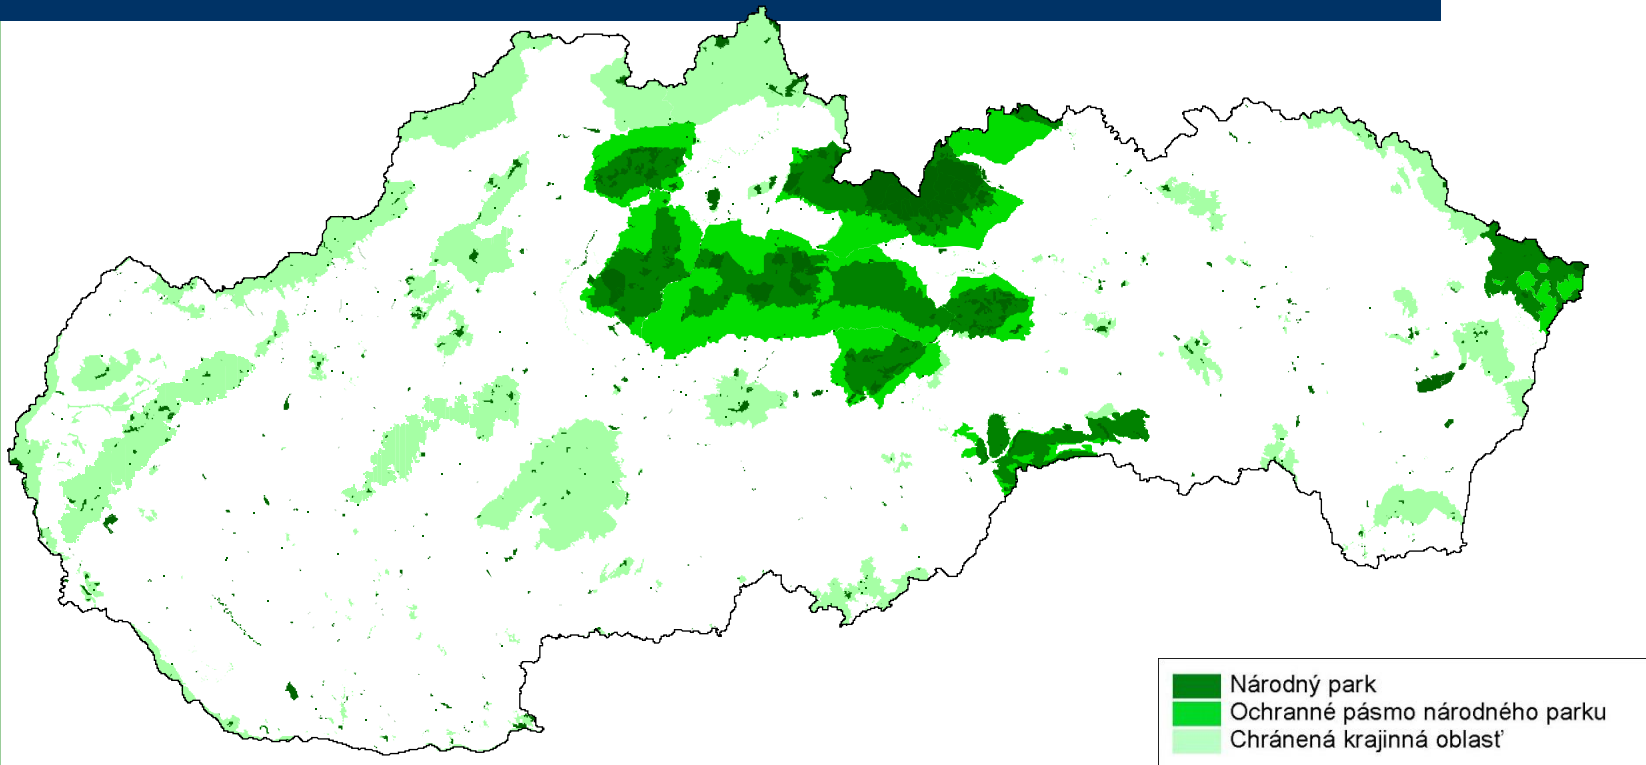 Národný park
Ochranné pásmo národného parku
Chránená krajinná oblasť